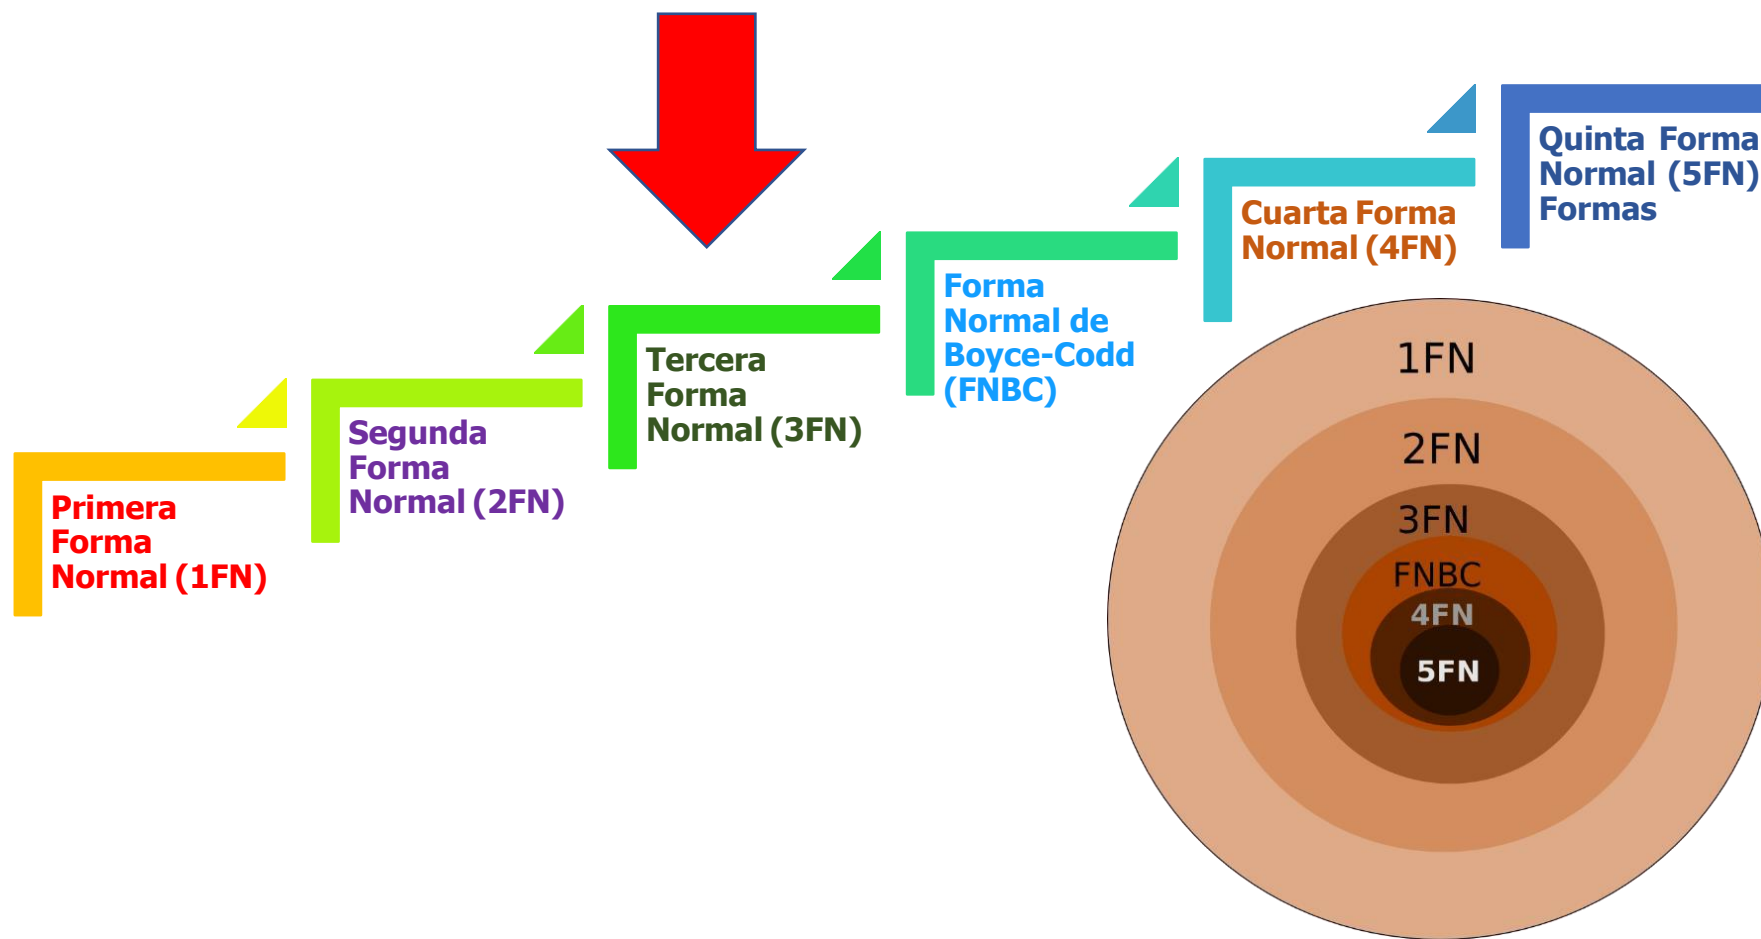 Primera
Forma
Normal (1FN)
Segunda
Forma
Normal (2FN)
Tercera
Forma
Normal (3FN)
Forma
Normal de
Boyce-Codd
(FNBC)
Cuarta Forma
Normal (4FN)
Quinta Forma
Normal (5FN)
Formas
1FN
2FN
3FN
FNBC
4FN
5FN